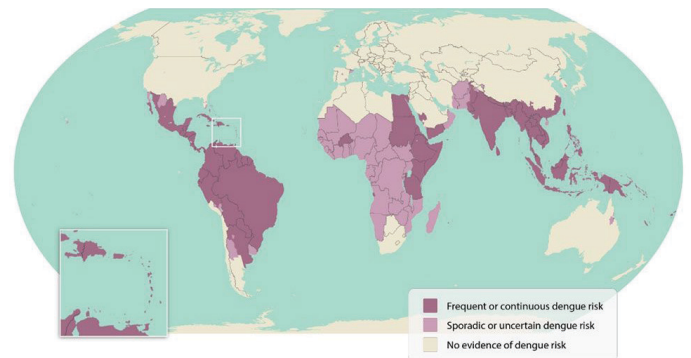 Frequent or continuous dengue risk
Sporadic or uncertain dengue risk
No evidence of dengue risk